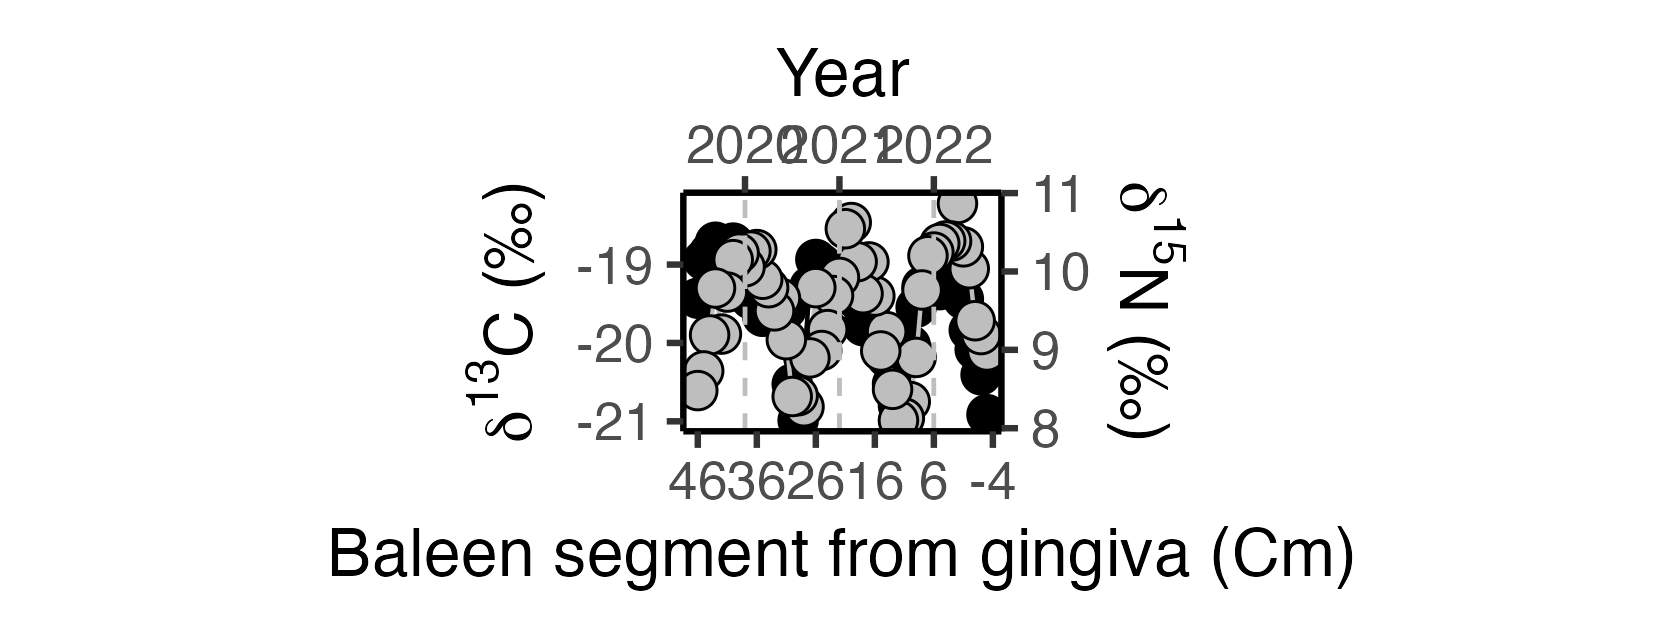 Year
2020 2021 2022
δ13C (‰)
-19
-20
-21
11
10
9
8
δ15N (‰)
46 36 26 16 6 -4
Baleen segment from gingiva (Cm)